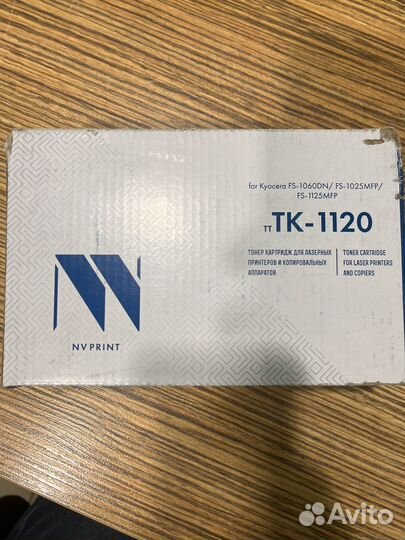 for Kyocera FS-1060DN/ FS-1025MFP/
FS-1125MFP
TT TK-1120
ТОНЕР КАРТРИДЖ ДЛЯ ЛАЗЕРНЫХ
ПРИНТЕРОВ И КОПИРОВАЛЬНЫХ
АППАРАТОВ
TONER CARTRIDGE
FOR LASER PRINTERS
AND COPIERS
NV PRINT
Avito